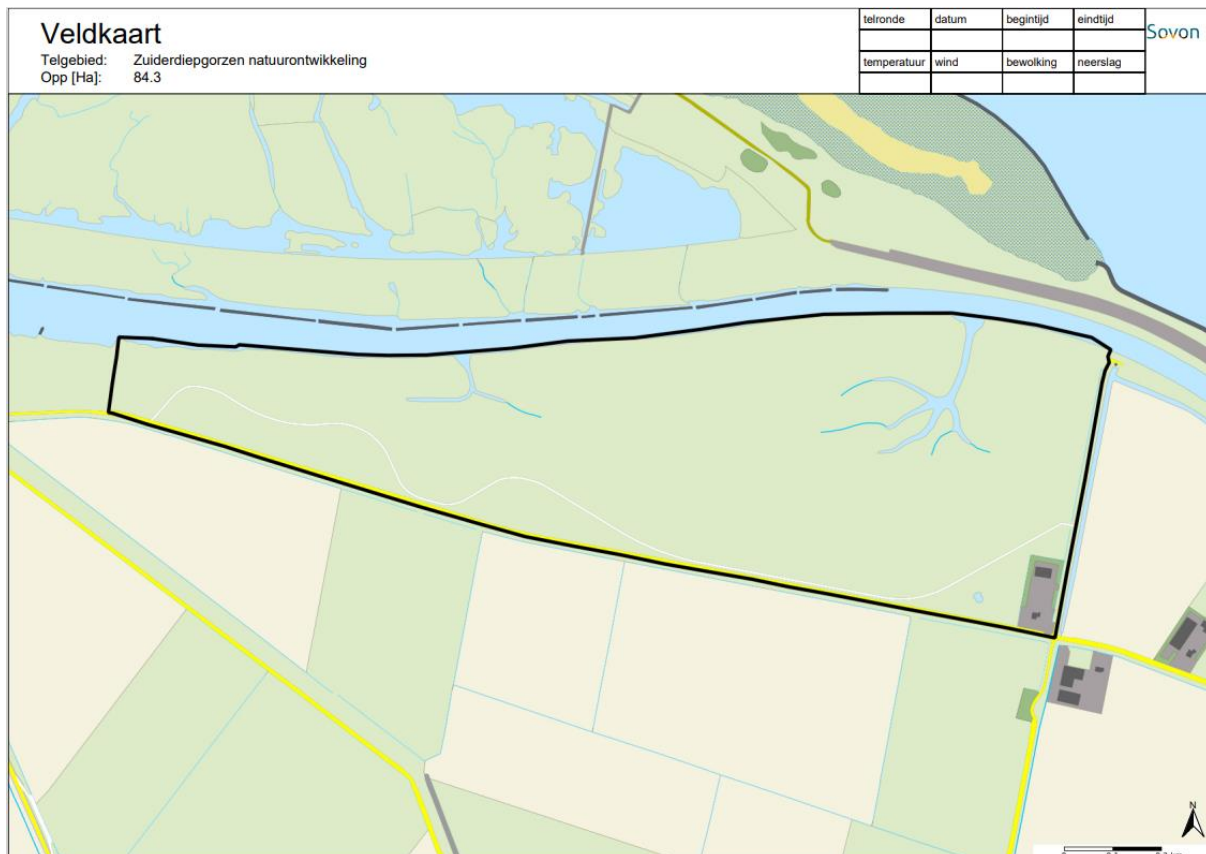 Veldkaart
Telgebied: Zuiderdiepgorzen natuurontwikkeling
Opp [Ha]: 84.3
telronde datum begintijd eindtijd
temperatuur wind bewolking neerslag
Sovon
N